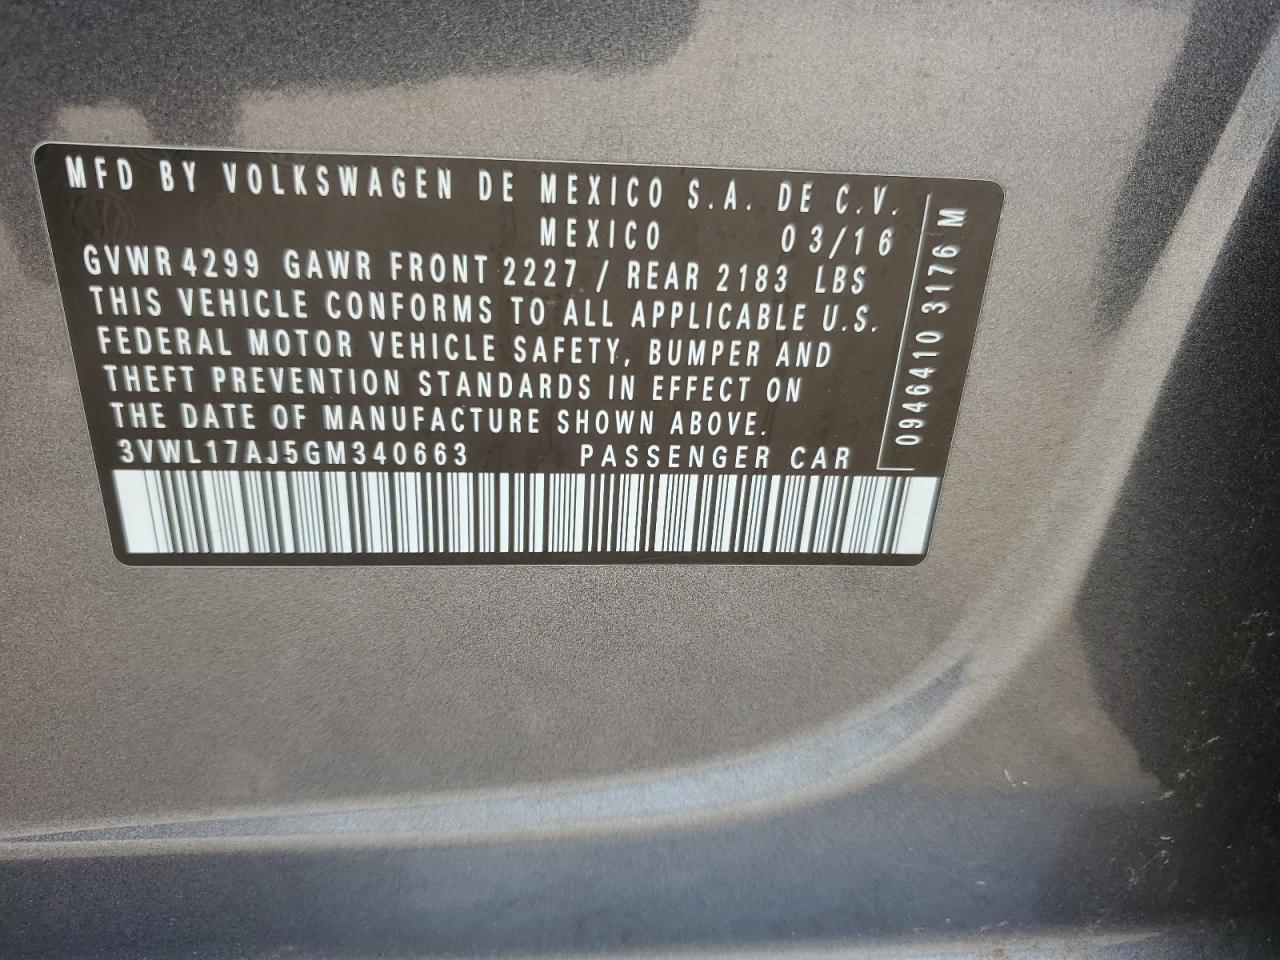 MFD BY VOLKSWAGEN DE MEXICO S.A. DE C.V.
MEXICO 03/16
GVWR 4299 GAWR FRONT 2227 / REAR 2183 LBS
THIS VEHICLE CONFORMS TO ALL APPLICABLE U.S.
FEDERAL MOTOR VEHICLE SAFETY, BUMPER AND
THEFT PREVENTION STANDARDS IN EFFECT ON
THE DATE OF MANUFACTURE SHOWN ABOVE.
3VWL17AJ5GM340663 PASSENGER CAR
0946410 3176 M